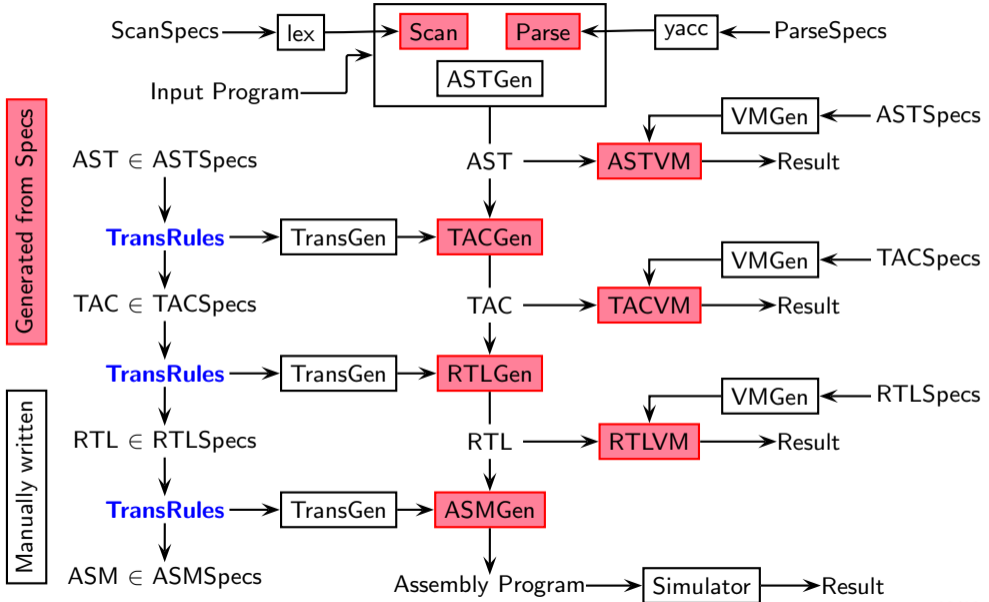 ScanSpecs lex Scan Parse yacc ParseSpecs
Input Program ASTGen
VMGen ASTSpecs
AST ∈ ASTSpecs AST ASTVM Result
TransRules TransGen TACGen
VMGen TACSpecs
TAC ∈ TACSpecs TAC TACVM Result
TransRules TransGen RTLGen
VMGen RTLSpecs
RTL ∈ RTLSpecs RTL RTLVM Result
TransRules TransGen ASMGen
ASM ∈ ASMSpecs Assembly Program Simulator Result
Generated from Specs
Manually written